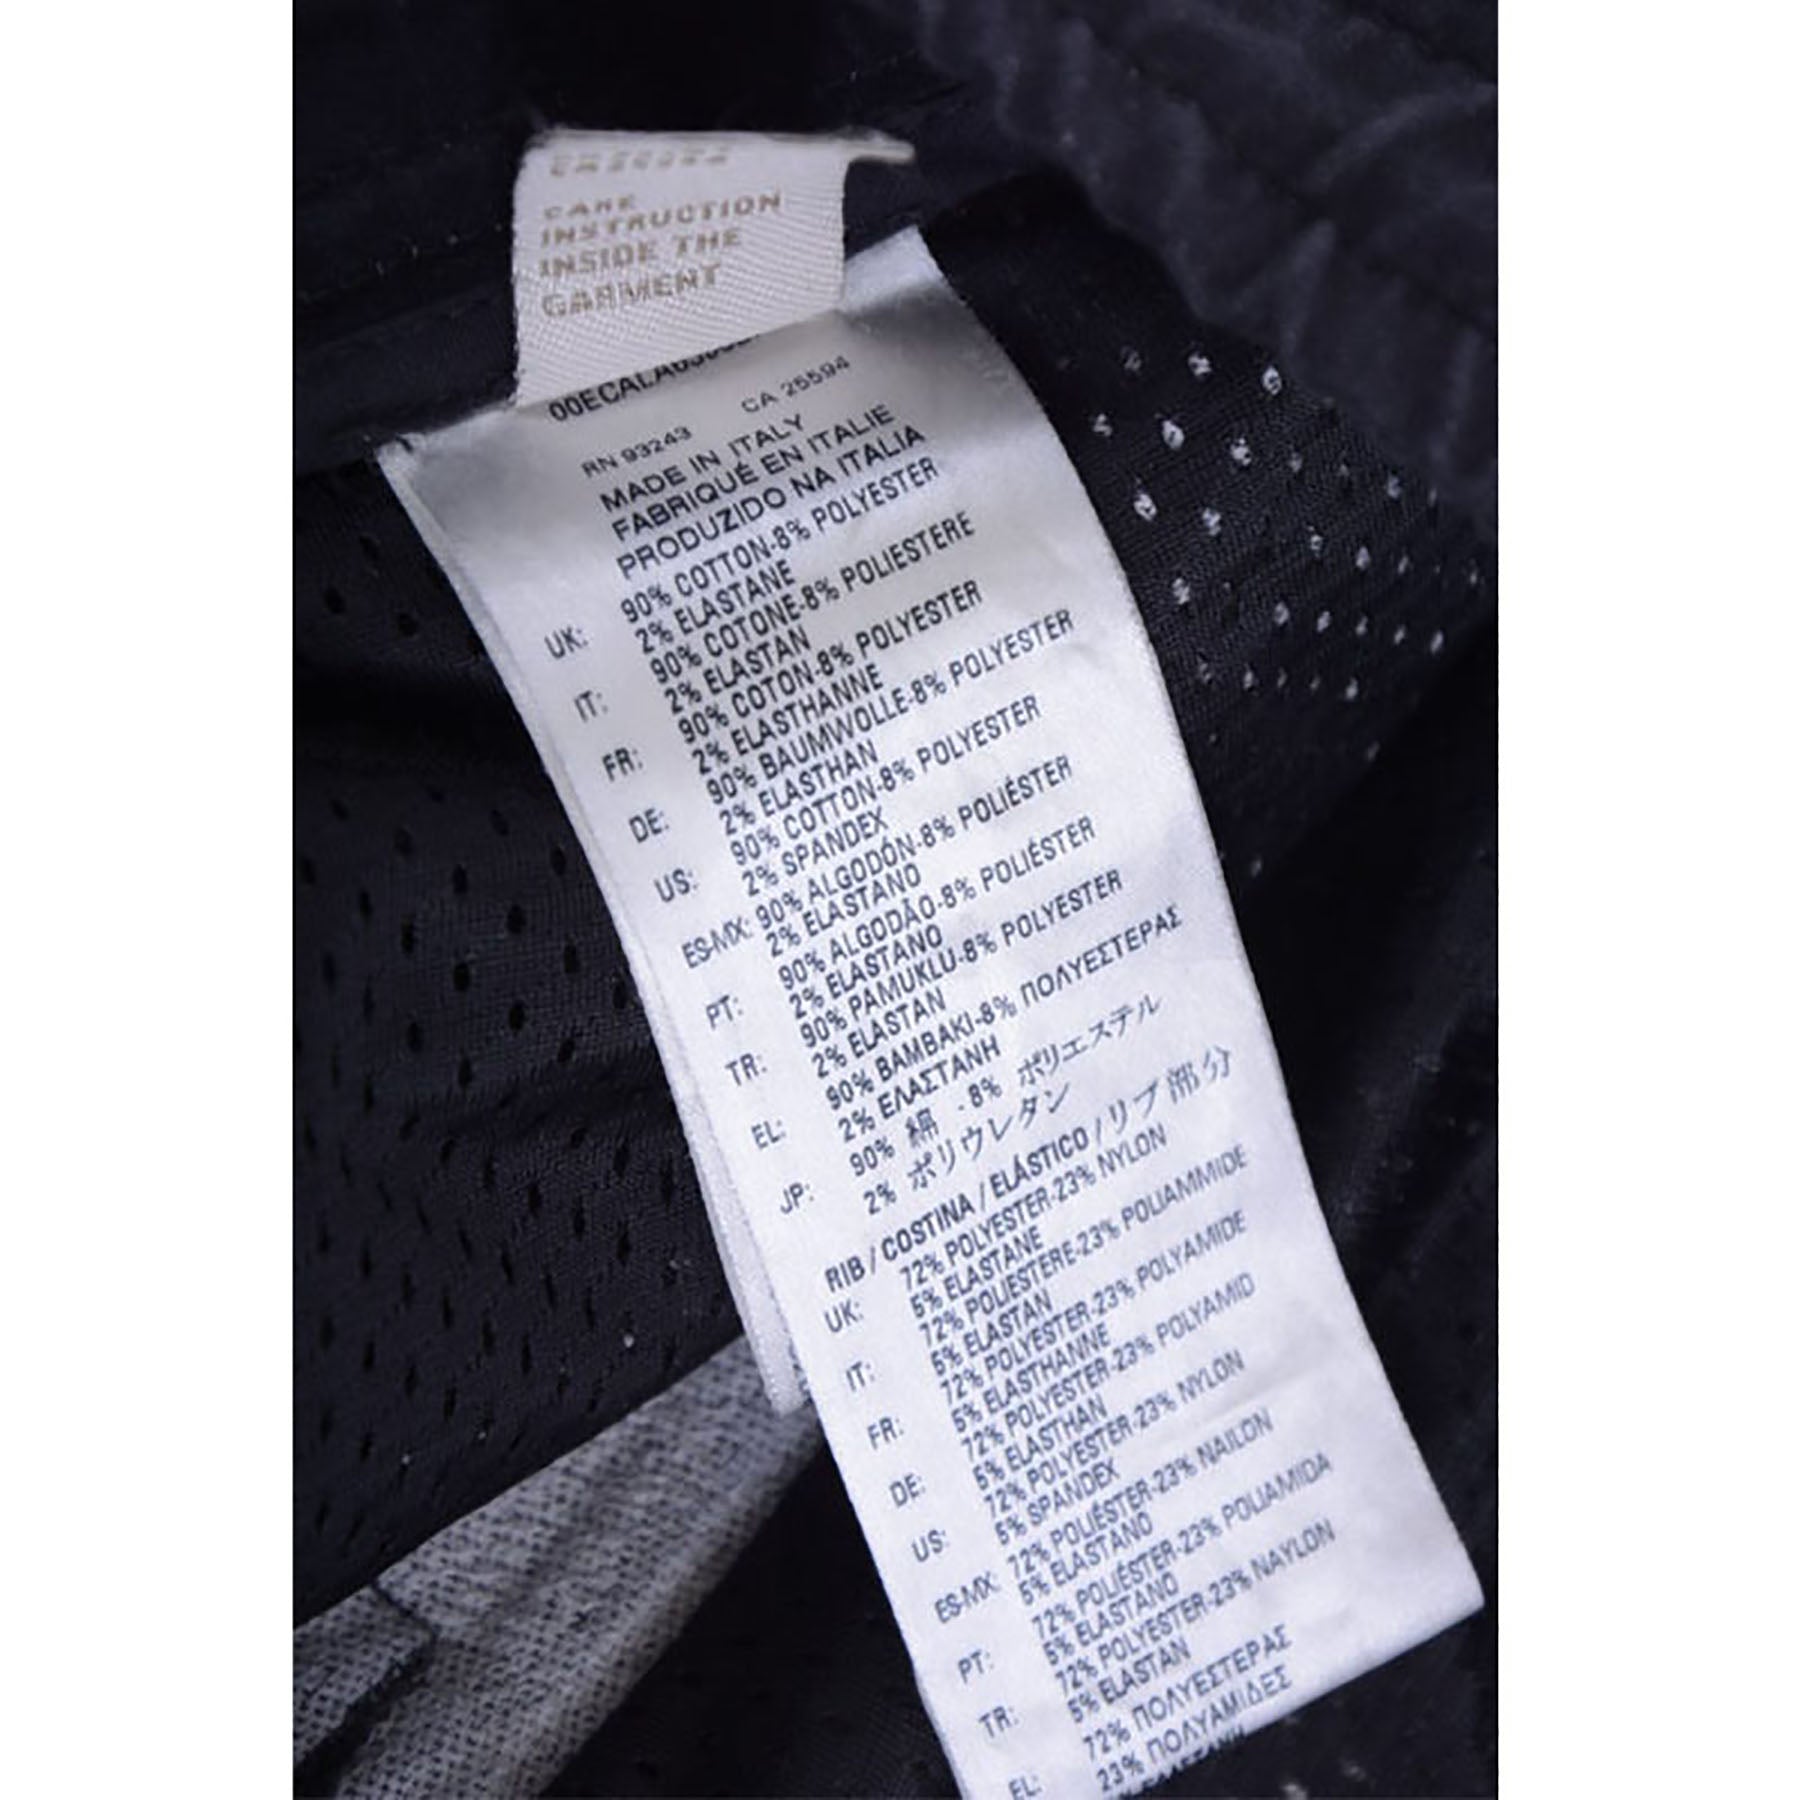 CARE
INSTRUCTION
INSIDE THE
GARMENT
RN 93243 CA 25594
MADE IN ITALY
FABRIQUÉ EN ITALIE
PRODUZIDO NA ITALIA
UK: 90% COTTON-8% POLYESTER
2% ELASTANE
IT: 90% COTONE-8% POLIESTERE
2% ELASTAN
FR: 90% COTON-8% POLYESTER
2% ELASTHANNE
DE: 90% BAUMWOLLE-8% POLYESTER
2% ELASTHAN
US: 90% COTTON-8% POLYESTER
2% SPANDEX
ES-MX: 90% ALGODÓN-8% POLIÉSTER
2% ELASTANO
PT: 90% ALGODÃO-8% POLIÉSTER
2% ELASTANO
TR: 90% PAMUKLU-8% POLYESTER
2% ELASTAN
EL: 90% BAMBAKI-8% ΠΟΛΥΕΣΤΕΡΑΣ
2% ΕΛΑΣΤΑΝΗ
JP: 90% 綿 -8% ポリエステル
2% ポリウレタン
RIB / COSTINA / ELÁSTICO / リブ部分
UK: 72% POLYESTER-23% NYLON
5% ELASTANE
IT: 72% POLIESTERE-23% POLIAMMIDE
5% ELASTAN
FR: 72% POLYESTER-23% POLYAMIDE
5% ELASTHANNE
DE: 72% POLYESTER-23% POLYAMID
5% ELASTHAN
US: 72% POLYESTER-23% NYLON
5% SPANDEX
ES-MX: 72% POLIÉSTER-23% NAILON
5% ELASTANO
PT: 72% POLIÉSTER-23% POLIAMIDA
5% ELASTANO
TR: 72% POLYESTER-23% NAYLON
5% ELASTAN
EL: 72% ΠΟΛΥΕΣΤΕΡΑΣ
23% ΠΟΛΥΑΜΙΔΕΣ